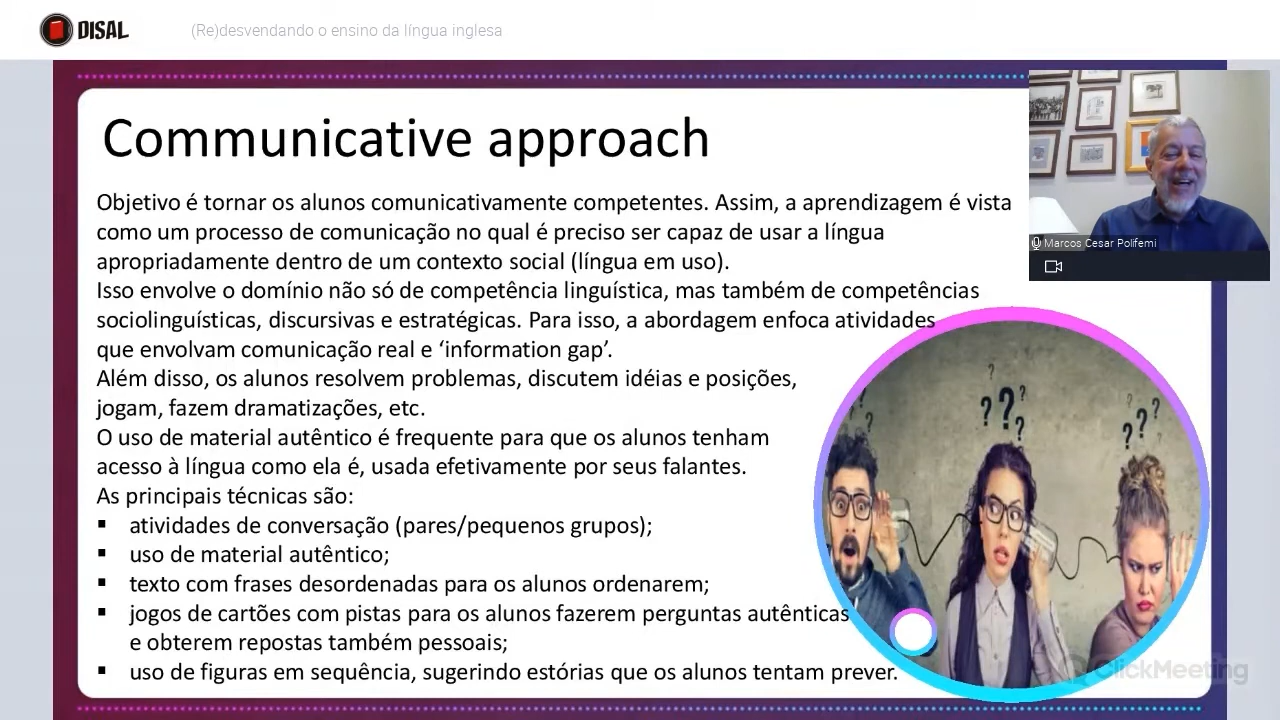 DISAL
(Re)desvendando o ensino da língua inglesa
Communicative approach
Objetivo é tornar os alunos comunicativamente competentes. Assim, a aprendizagem é vista
como um processo de comunicação no qual é preciso ser capaz de usar a língua
apropriadamente dentro de um contexto social (língua em uso).
Isso envolve o domínio não só de competência linguística, mas também de competências
sociolinguísticas, discursivas e estratégicas. Para isso, a abordagem enfoca atividades
que envolvam comunicação real e ‘information gap’.
Além disso, os alunos resolvem problemas, discutem idéias e posições,
jogam, fazem dramatizações, etc.
O uso de material autêntico é frequente para que os alunos tenham
acesso à língua como ela é, usada efetivamente por seus falantes.
As principais técnicas são:
▪ atividades de conversação (pares/pequenos grupos);
▪ uso de material autêntico;
▪ texto com frases desordenadas para os alunos ordenarem;
▪ jogos de cartões com pistas para os alunos fazerem perguntas autênticas
e obterem repostas também pessoais;
▪ uso de figuras em sequência, sugerindo estórias que os alunos tentam prever.
Marcos Cesar Polifemi
? ? ? ?
? ? ?
ClickMeeting